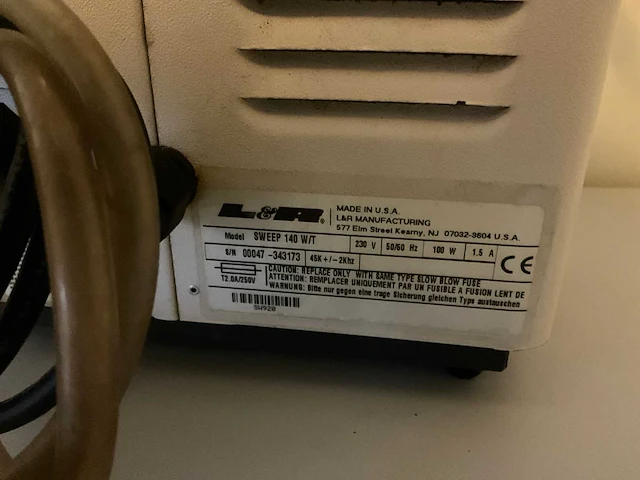 L&R®
MADE IN U.S.A.
L&R MANUFACTURING
577 Elm Street Kearny, NJ 07032-3604 U.S.A.
Model SWEEP 140 W/T 230 V 50/60 Hz 100 W 1.5 A
S/N 00047-343173 45K +/-2Khz CE
T2.0A/250V
CAUTION: REPLACE ONLY WITH SAME TYPE SLOW BLOW FUSE
ATTENTION: REMPLACER UNIQUEMENT PAR UN FUSIBLE A FUSION LENT DE
WARNUNG: Bitte nur gegen eine trage Sicherung gleichen Typs austauschen
SW920